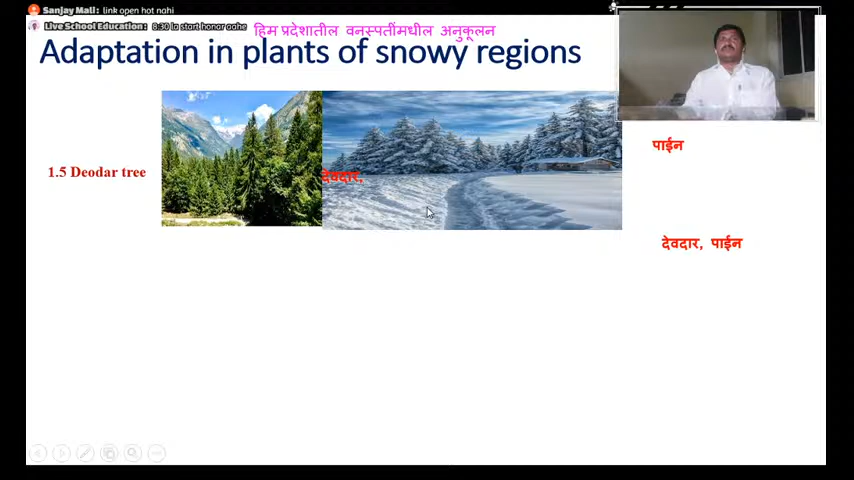 Sanjay Mali: link open hot nahi
Live School Education: 8:30 la start honar aahe
हिम प्रदेशातील वनस्पतींमधील अनुकूलन
Adaptation in plants of snowy regions
पाईन
1.5 Deodar tree
देवदार,
देवदार, पाईन